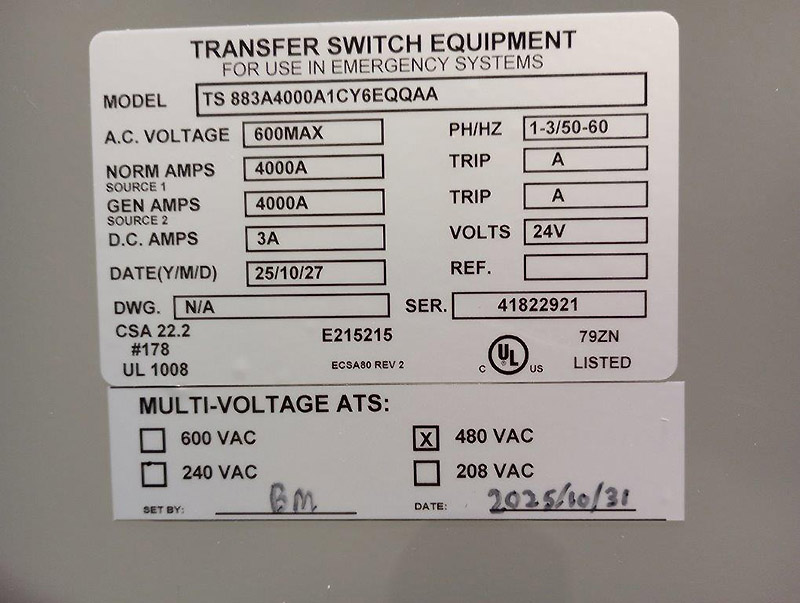 TRANSFER SWITCH EQUIPMENT
FOR USE IN EMERGENCY SYSTEMS
MODEL TS 883A4000A1CY6EQQAA
A.C. VOLTAGE 600MAX PH/HZ 1-3/50-60
NORM AMPS 4000A TRIP A
SOURCE 1
GEN AMPS 4000A TRIP A
SOURCE 2
D.C. AMPS 3A VOLTS 24V
DATE(Y/M/D) 25/10/27 REF.
DWG. N/A SER. 41822921
CSA 22.2 E215215 79ZN
#178
UL 1008 ECSA80 REV 2 C UL US LISTED
MULTI-VOLTAGE ATS:
600 VAC X 480 VAC
240 VAC 208 VAC
SET BY: BM DATE: 2025/10/31